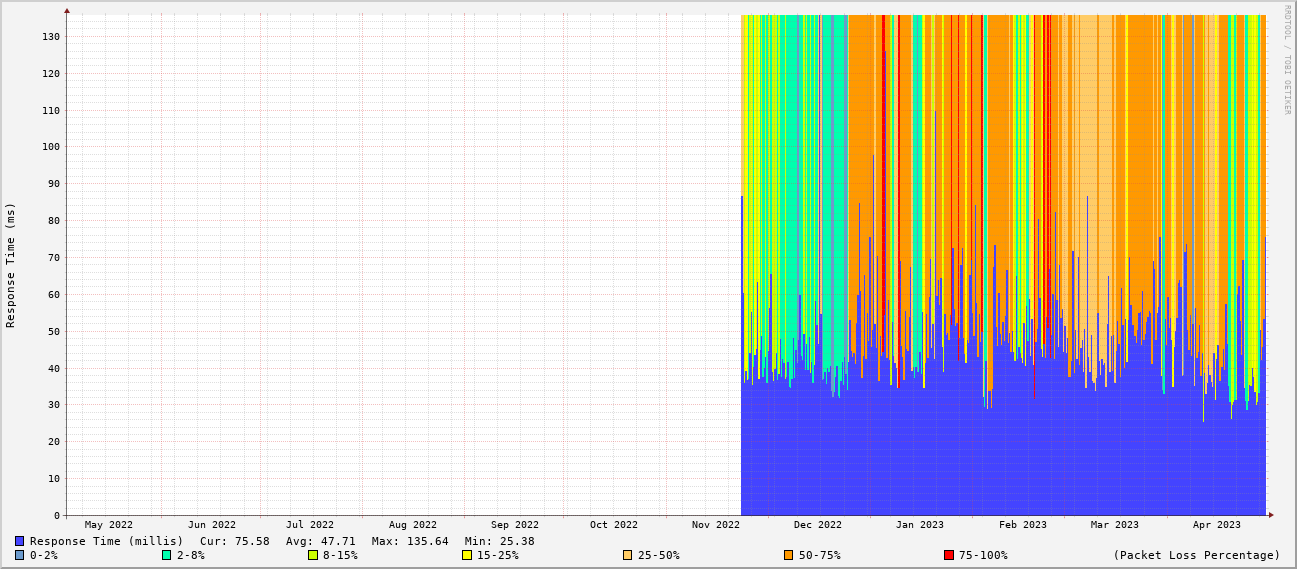 RRDTOOL / TOBI OETIKER
Response Time (ms)
130
120
110
100
90
80
70
60
50
40
30
20
10
0
May 2022 Jun 2022 Jul 2022 Aug 2022 Sep 2022 Oct 2022 Nov 2022 Dec 2022 Jan 2023 Feb 2023 Mar 2023 Apr 2023
Response Time (millis) Cur: 75.58 Avg: 47.71 Max: 135.64 Min: 25.38
0-2% 2-8% 8-15% 15-25% 25-50% 50-75% 75-100% (Packet Loss Percentage)